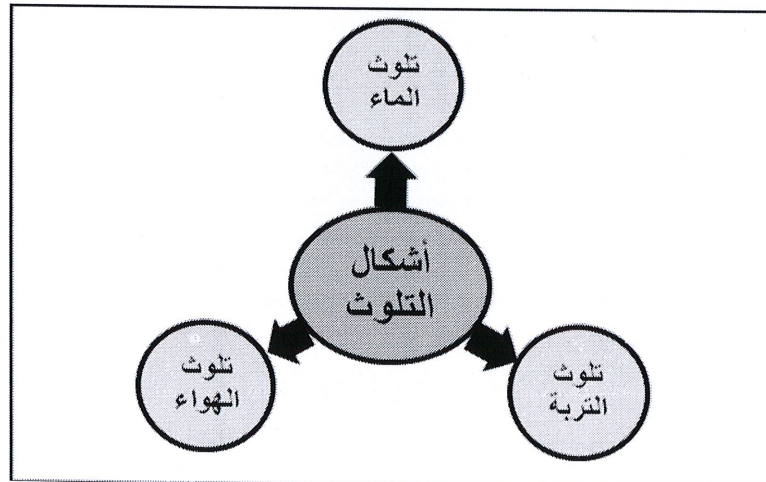 تلوث
الماء
أشكال
التلوث
تلوث
التربة
تلوث
الهواء